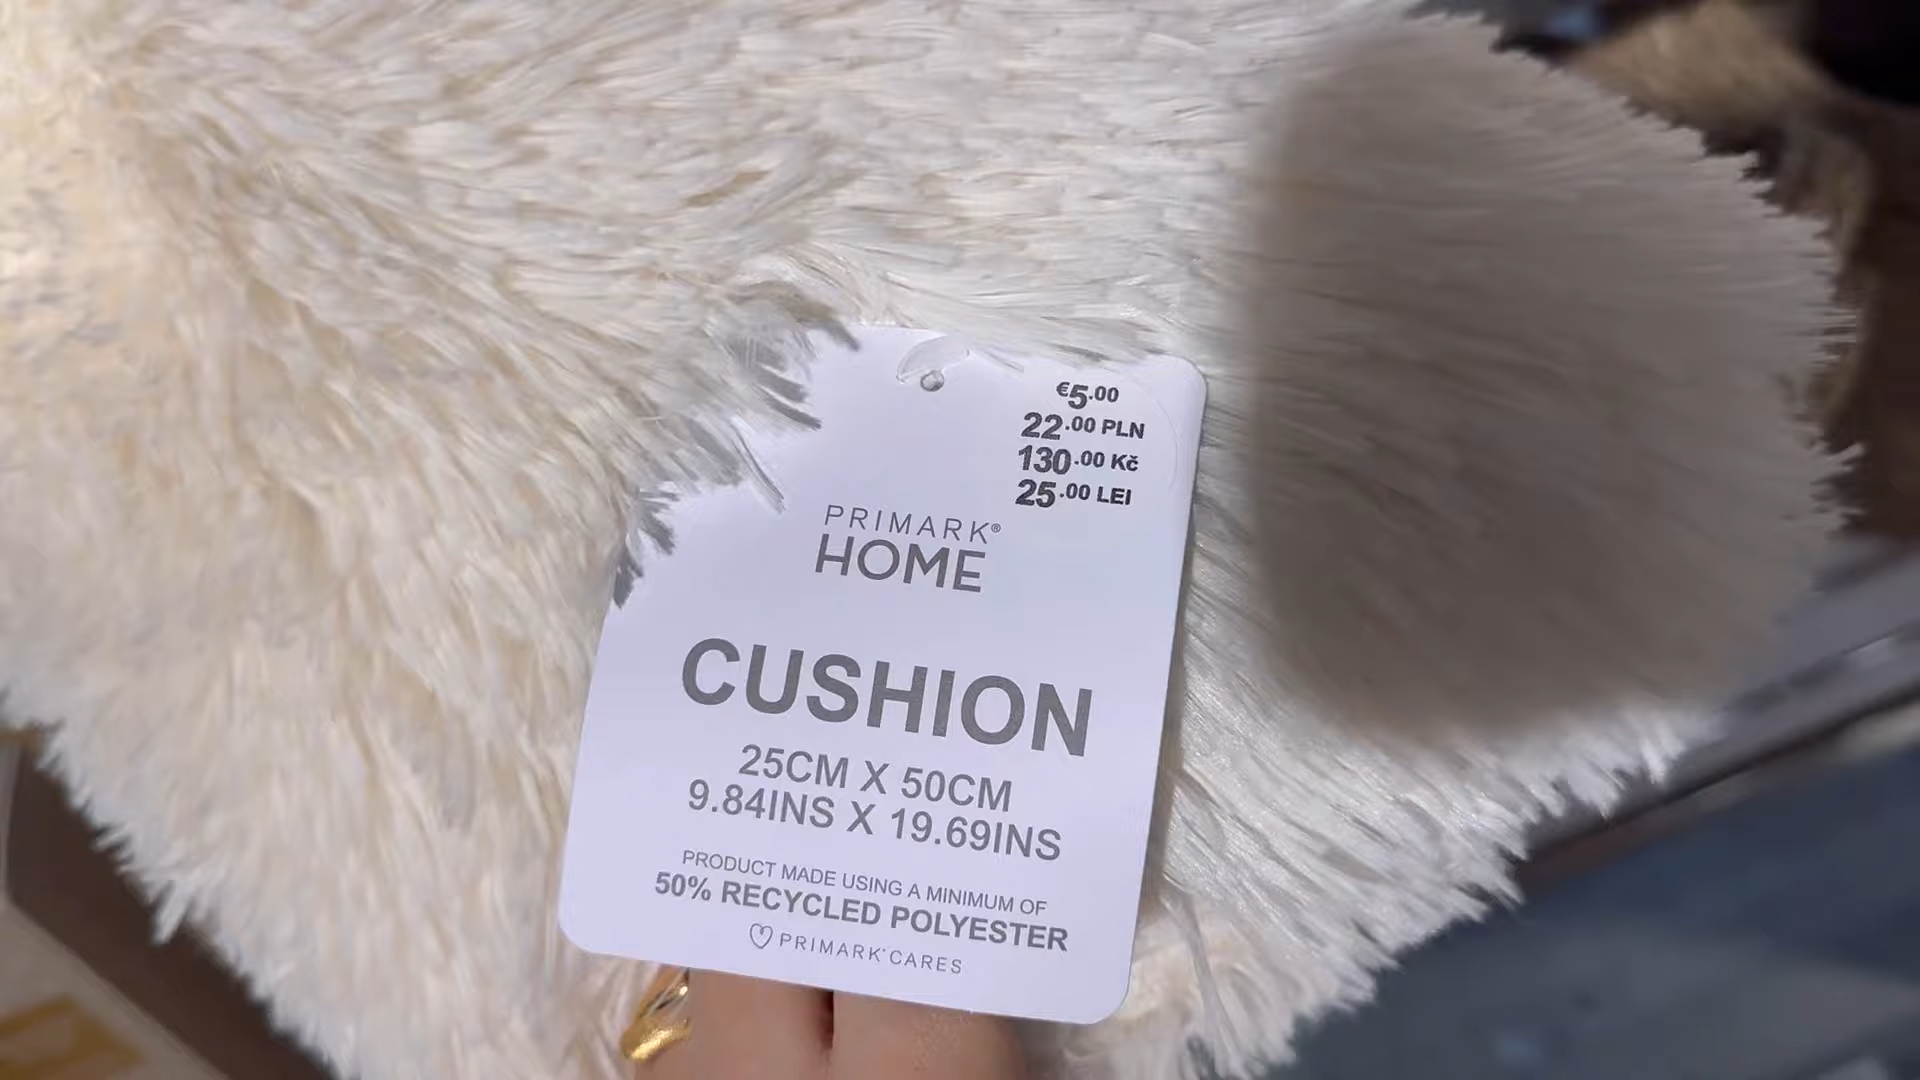 €5.00
22.00 PLN
130.00 Kč
25.00 LEI
PRIMARK®
HOME
CUSHION
25CM X 50CM
9.84INS X 19.69INS
PRODUCT MADE USING A MINIMUM OF
50% RECYCLED POLYESTER
PRIMARK CARES